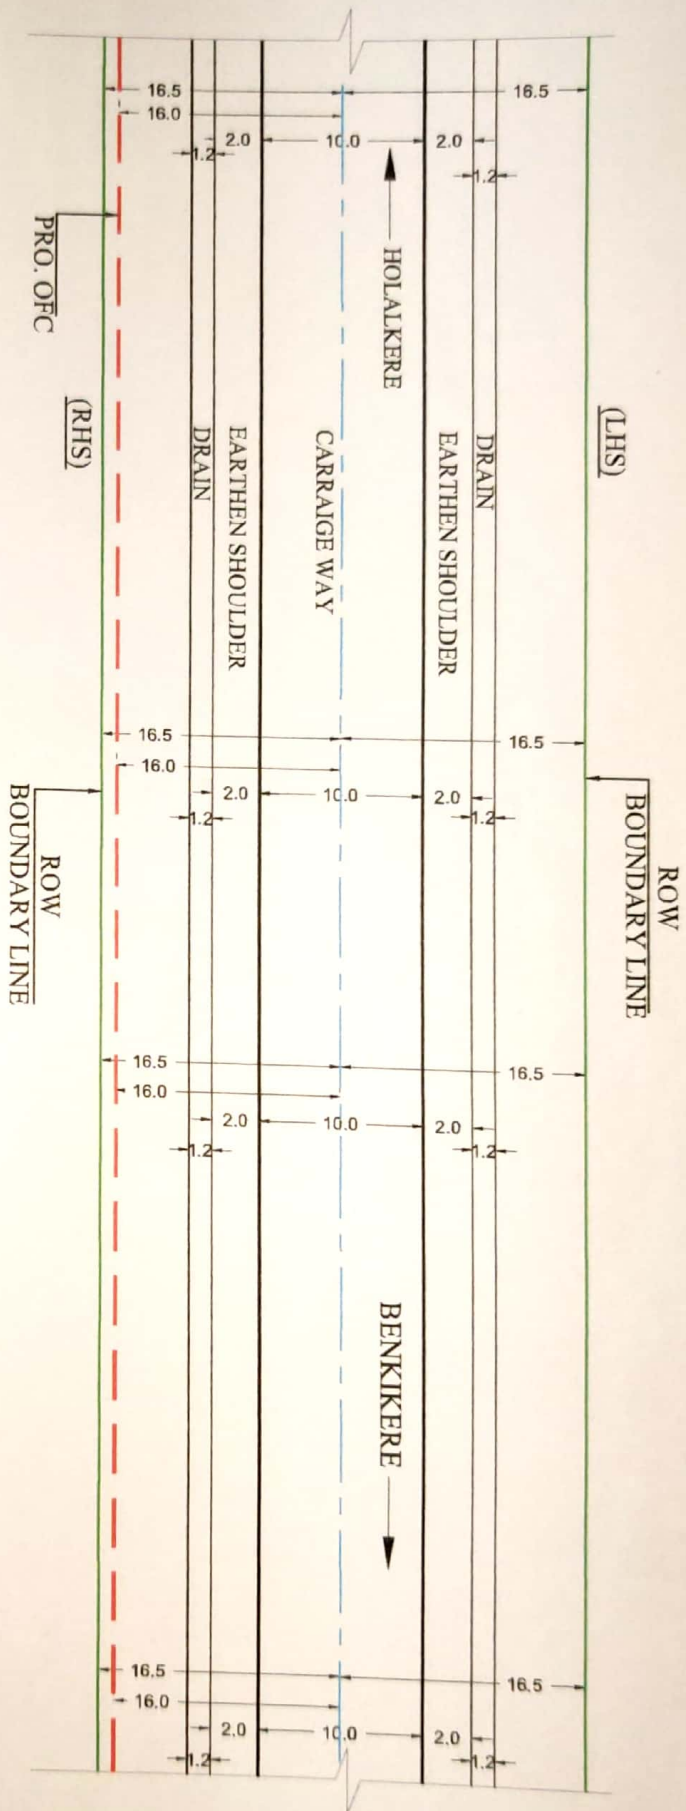 ROW
BOUNDARY LINE
(LHS)
DRAIN
EARTHEN SHOULDER
HOLALKERE
BENKIKERE
CARRAIGE WAY
EARTHEN SHOULDER
DRAIN
(RHS)
PRO. OFC
ROW
BOUNDARY LINE
16.5
16.5
16.0
2.0
10.0
2.0
1.2
1.2
16.5
16.5
16.0
2.0
10.0
2.0
1.2
1.2
16.5
16.5
16.0
2.0
10.0
2.0
1.2
1.2
16.5
16.5
16.0
2.0
10.0
2.0
1.2
1.2